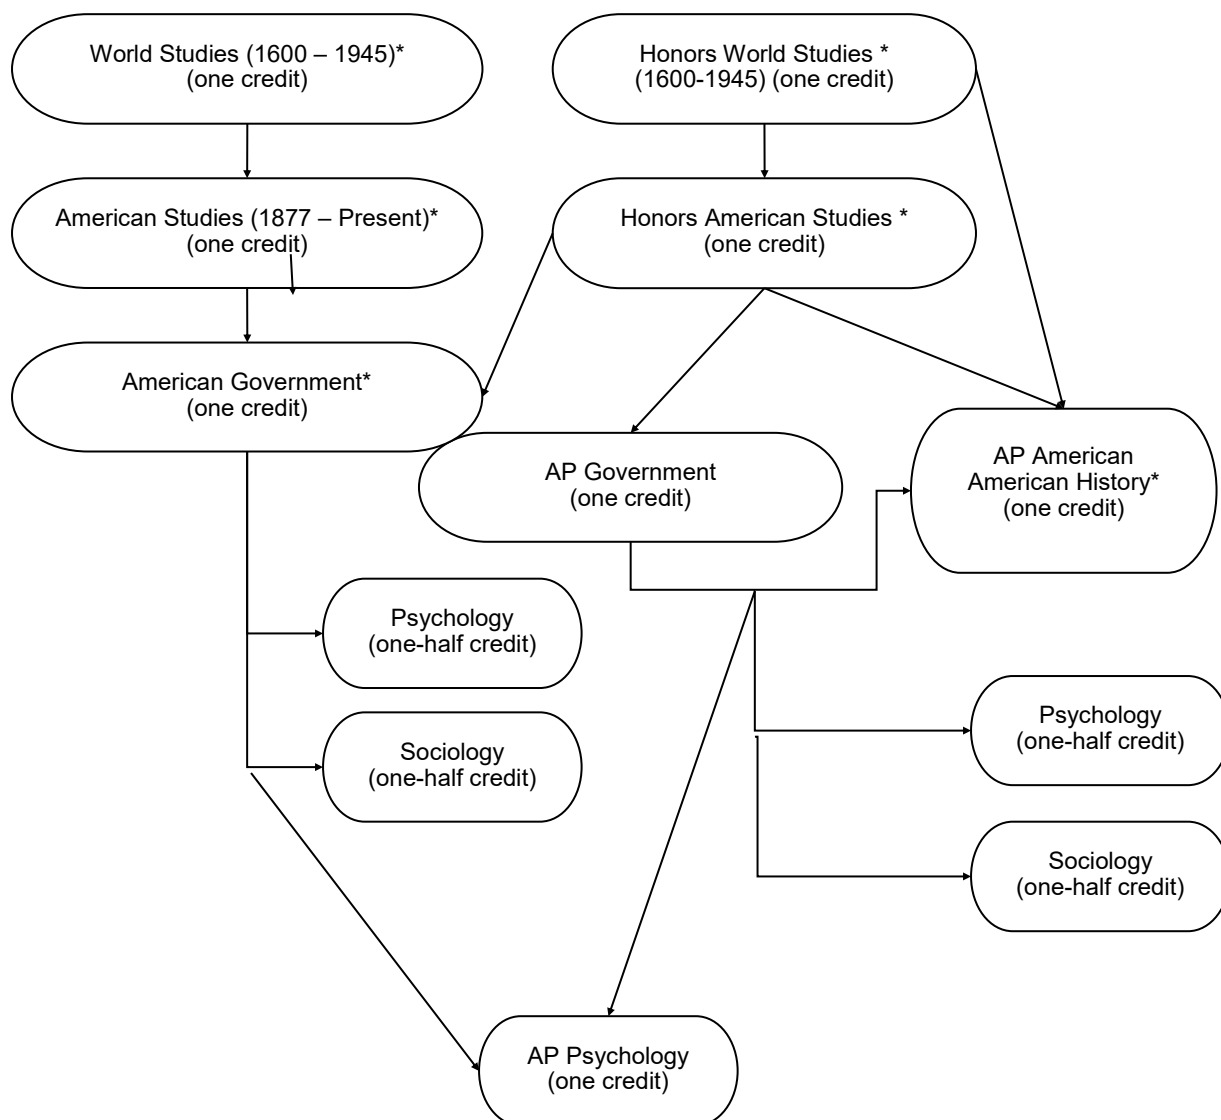 World Studies (1600 – 1945)*
(one credit)
Honors World Studies *
(1600-1945) (one credit)
American Studies (1877 – Present)*
(one credit)
Honors American Studies *
(one credit)
American Government*
(one credit)
AP Government
(one credit)
AP American
American History*
(one credit)
Psychology
(one-half credit)
Sociology
(one-half credit)
Psychology
(one-half credit)
Sociology
(one-half credit)
AP Psychology
(one credit)